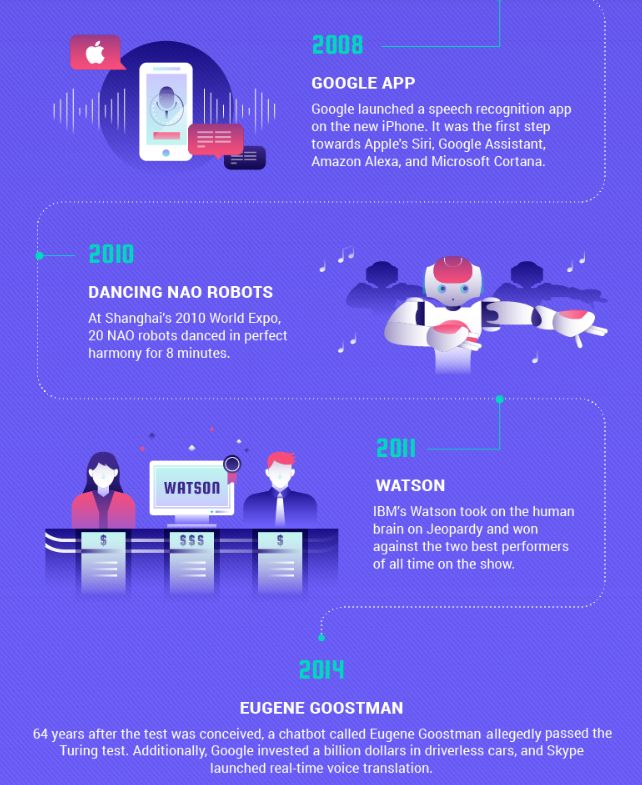 2008
GOOGLE APP
Google launched a speech recognition app
on the new iPhone. It was the first step
towards Apple's Siri, Google Assistant,
Amazon Alexa, and Microsoft Cortana.
2010
DANCING NAO ROBOTS
At Shanghai's 2010 World Expo,
20 NAO robots danced in perfect
harmony for 8 minutes.
WATSON
$
$$$
$
2011
WATSON
IBM's Watson took on the human
brain on Jeopardy and won
against the two best performers
of all time on the show.
2014
EUGENE GOOSTMAN
64 years after the test was conceived, a chatbot called Eugene Goostman allegedly passed the
Turing test. Additionally, Google invested a billion dollars in driverless cars, and Skype
launched real-time voice translation.